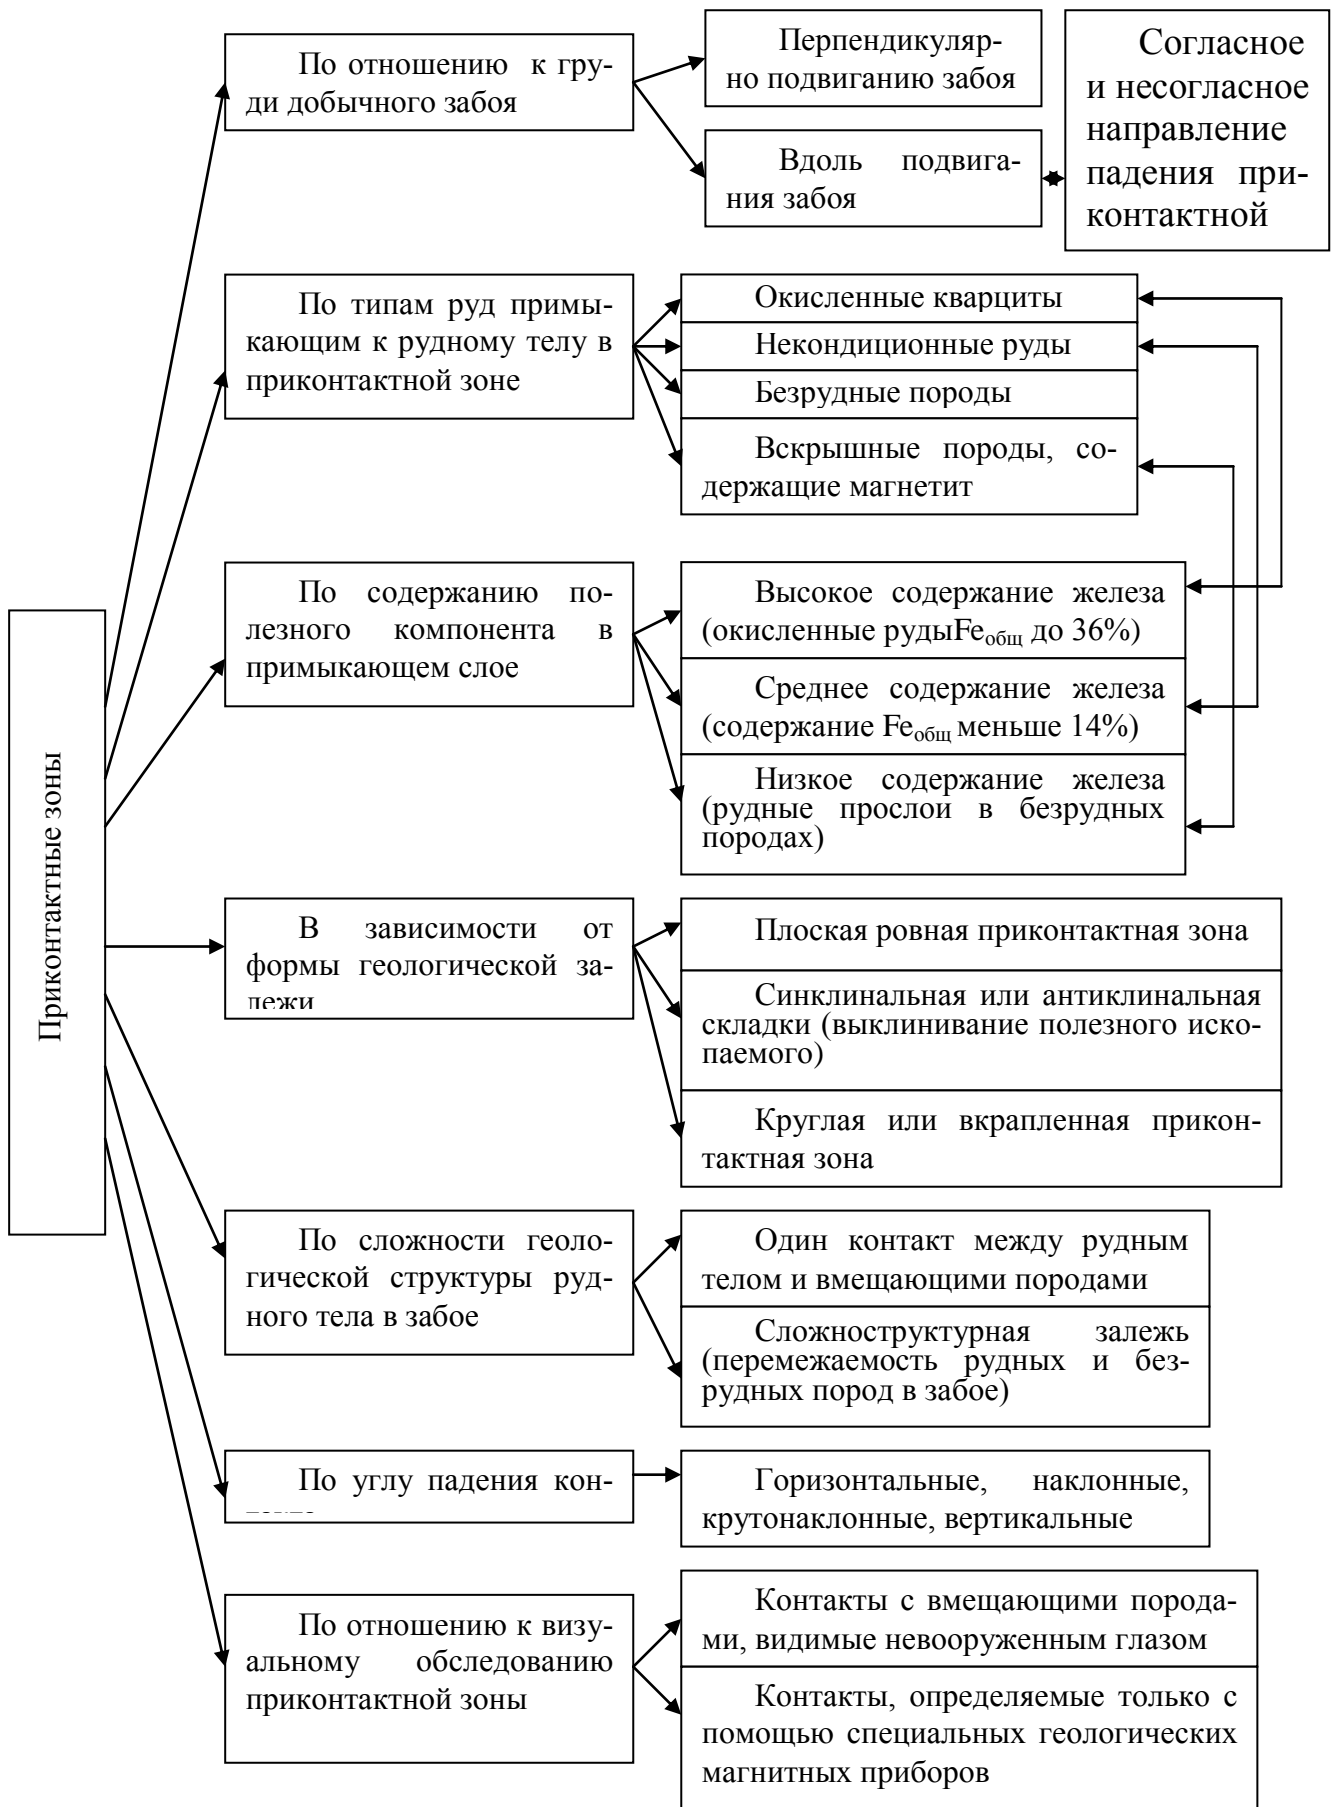 Приконтактные зоны
По отношению к гру-
ди добычного забоя
Перпендикуляр-
но подвиганию забоя
Вдоль подвига-
ния забоя
Согласное
и несогласное
направление
падения при-
контактной
По типам руд примы-
кающим к рудному телу в
приконтактной зоне
Окисленные кварциты
Некондиционные руды
Безрудные породы
Вскрышные породы, со-
держащие магнетит
По содержанию по-
лезного компонента в
примыкающем слое
Высокое содержание железа
(окисленные рудыFeобщ до 36%)
Среднее содержание железа
(содержание Feобщ меньше 14%)
Низкое содержание железа
(рудные прослои в безрудных
породах)
В зависимости от
формы геологической за-
лежи
Плоская ровная приконтактная зона
Синклинальная или антиклинальная
складки (выклинивание полезного иско-
паемого)
Круглая или вкрапленная прикон-
тактная зона
По сложности геоло-
гической структуры руд-
ного тела в забое
Один контакт между рудным
телом и вмещающими породами
Сложноструктурная залежь
(перемежаемость рудных и без-
рудных пород в забое)
По углу падения кон-
Горизонтальные, наклонные,
крутонаклонные, вертикальные
По отношению к визу-
альному обследованию
приконтактной зоны
Контакты с вмещающими порода-
ми, видимые невооруженным глазом
Контакты, определяемые только с
помощью специальных геологических
магнитных приборов